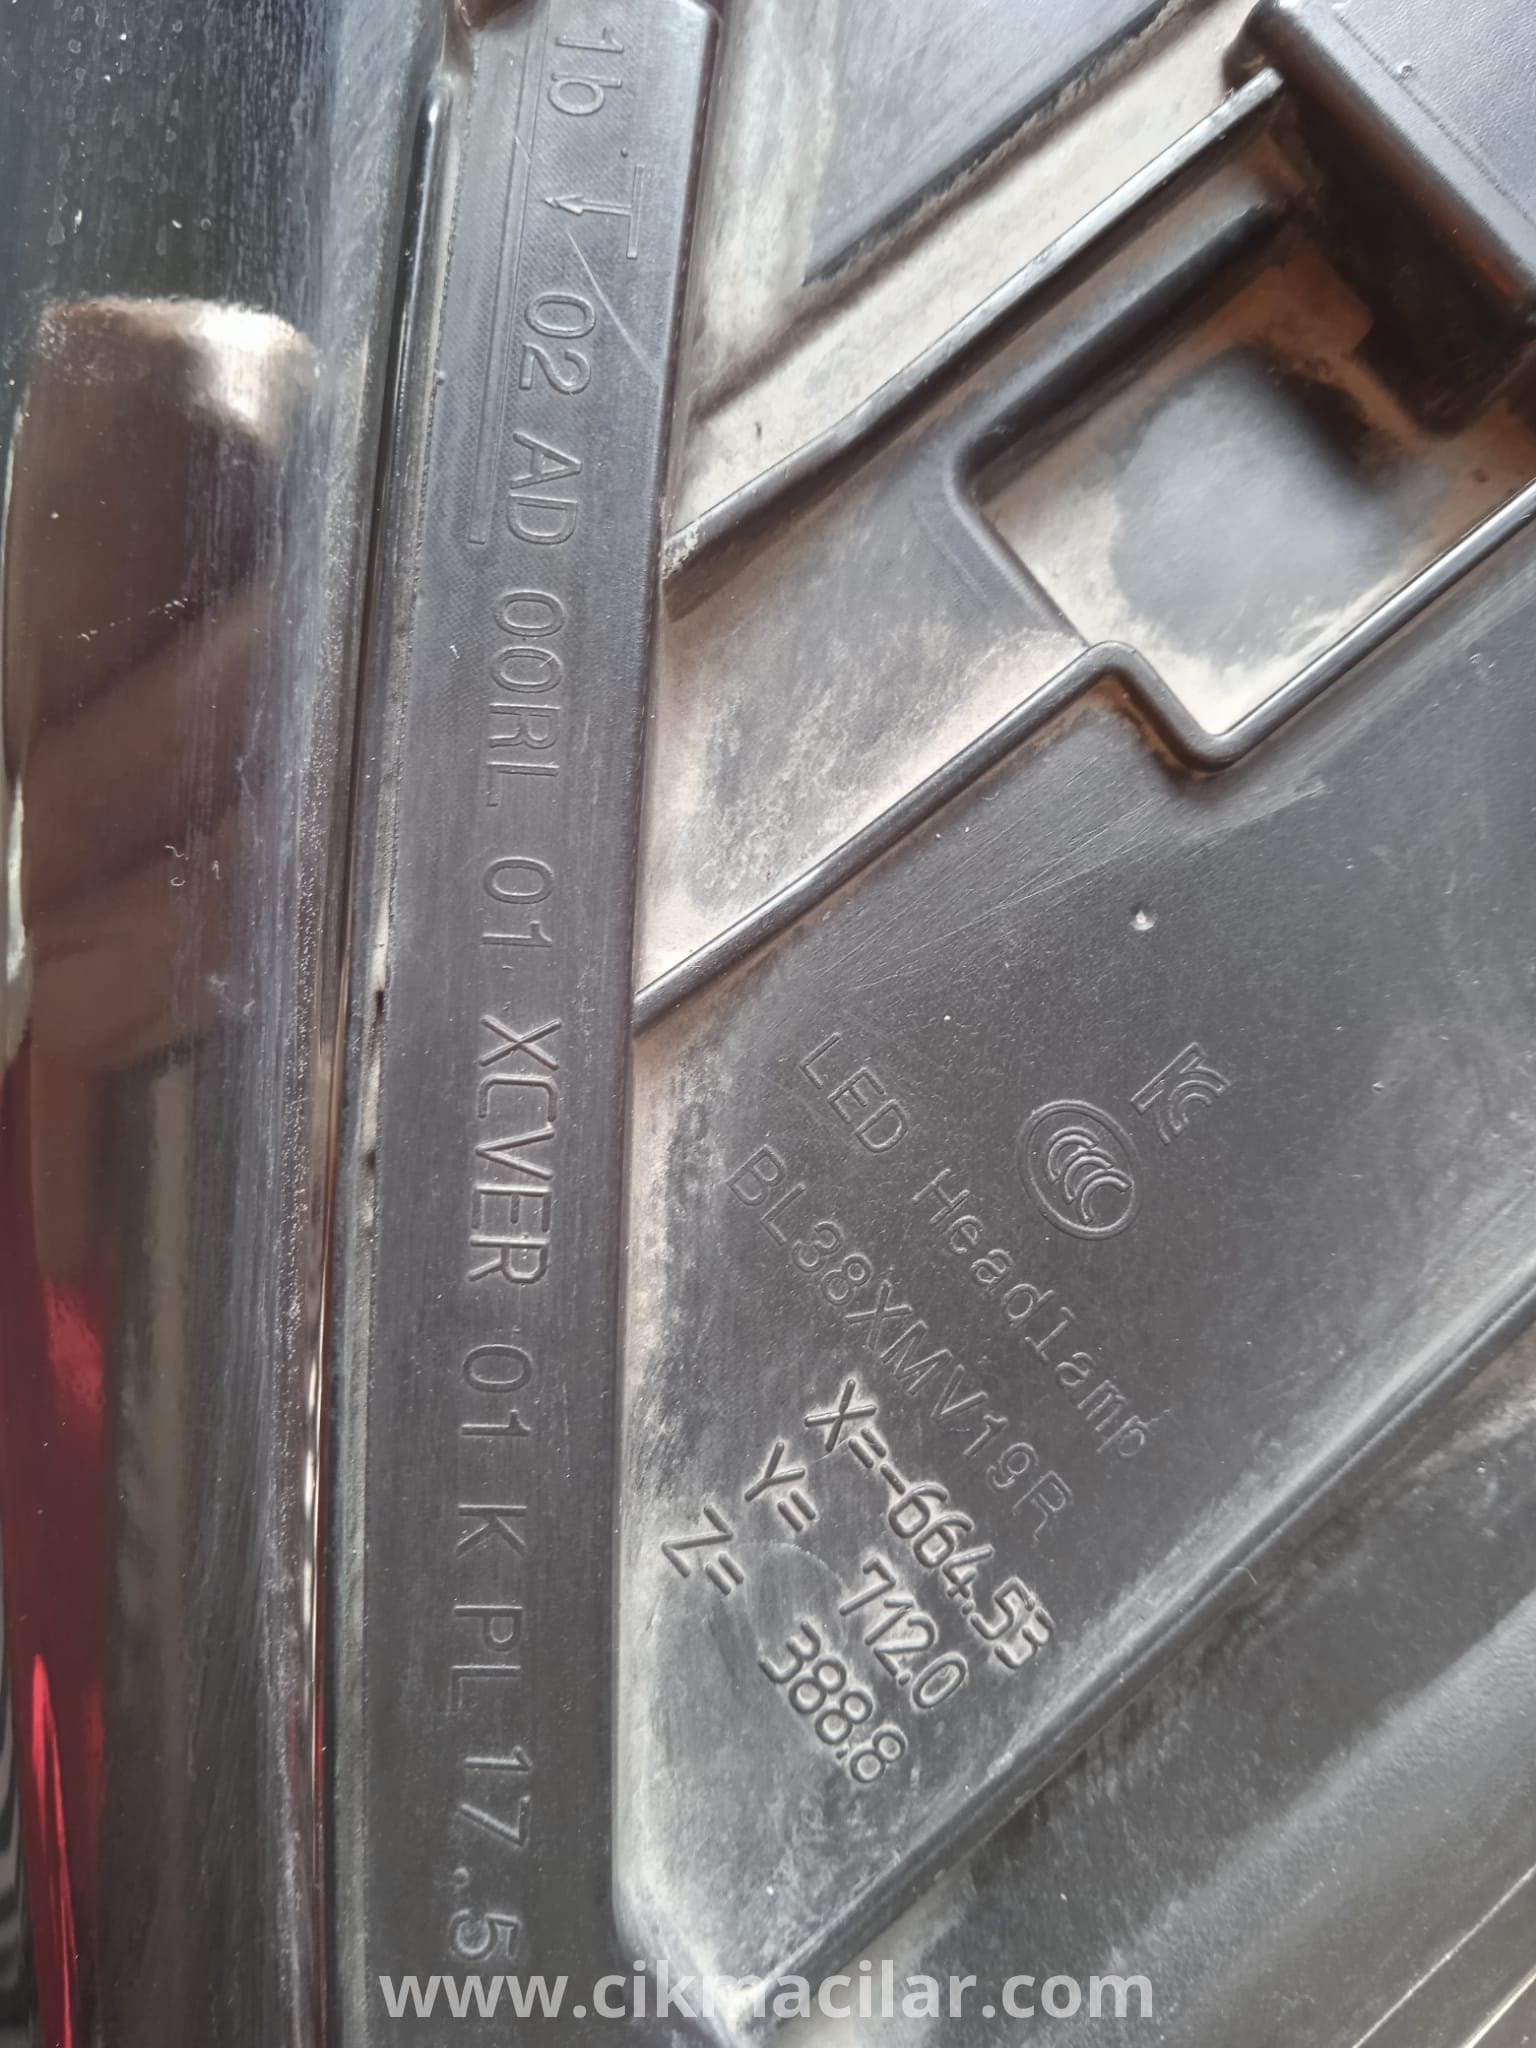 1b 02 AD 00RL 01 XCVER 01 K PL 17.5
LED Headlamp
BL38XMV19R
X=-664.53
Y= 712.0
Z= 388.8
www.cikmacilar.com